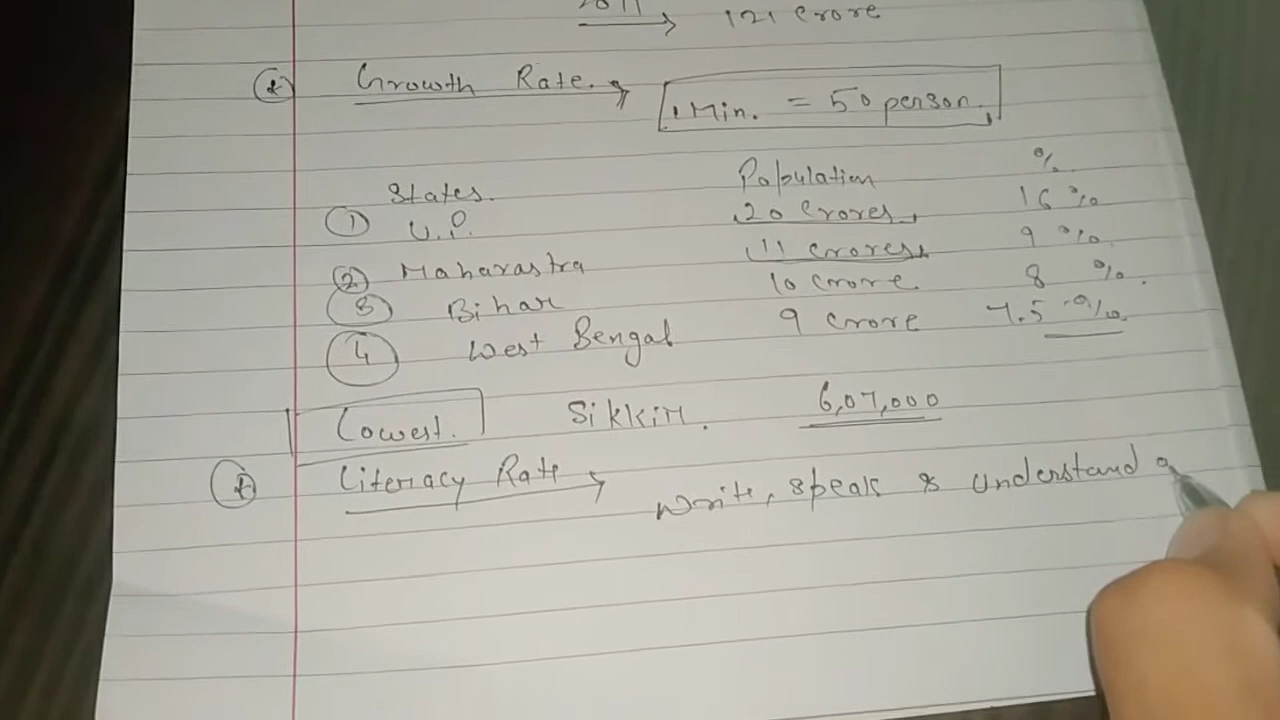 2011 → 121 Crore
Growth Rate. → 1 Min. = 50 person.
States. Population %
① U.P. 20 Crores. 16 %
② Maharastra 11 Crores. 9 %
③ Bihar 10 Crore. 8 %.
④ West Bengal 9 Crore 7.5 %
Lowest. Sikkim. 6,07,000
Literacy Rate → Write, Speak & Understand